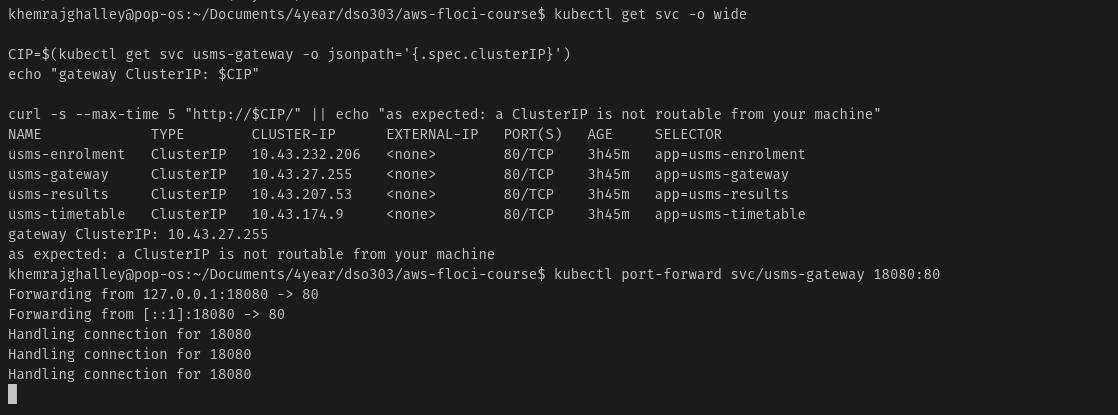 khemrajghalley@pop-os:~/Documents/4year/dso303/aws-floci-course$ kubectl get svc -o wide
CIP=$(kubectl get svc usms-gateway -o jsonpath='{.spec.clusterIP}')
echo "gateway ClusterIP: $CIP"
curl -s --max-time 5 "http://$CIP/" || echo "as expected: a ClusterIP is not routable from your machine"
NAME             TYPE        CLUSTER-IP      EXTERNAL-IP   PORT(S)   AGE     SELECTOR
usms-enrolment   ClusterIP   10.43.232.206   <none>        80/TCP    3h45m   app=usms-enrolment
usms-gateway     ClusterIP   10.43.27.255    <none>        80/TCP    3h45m   app=usms-gateway
usms-results     ClusterIP   10.43.207.53    <none>        80/TCP    3h45m   app=usms-results
usms-timetable   ClusterIP   10.43.174.9     <none>        80/TCP    3h45m   app=usms-timetable
gateway ClusterIP: 10.43.27.255
as expected: a ClusterIP is not routable from your machine
khemrajghalley@pop-os:~/Documents/4year/dso303/aws-floci-course$ kubectl port-forward svc/usms-gateway 18080:80
Forwarding from 127.0.0.1:18080 -> 80
Forwarding from [::1]:18080 -> 80
Handling connection for 18080
Handling connection for 18080
Handling connection for 18080